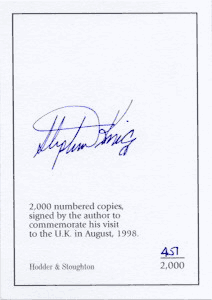 Stephen King
2,000 numbered copies,
signed by the author to
commemorate his visit
to the U.K. in August, 1998.
451
Hodder & Stoughton
2,000